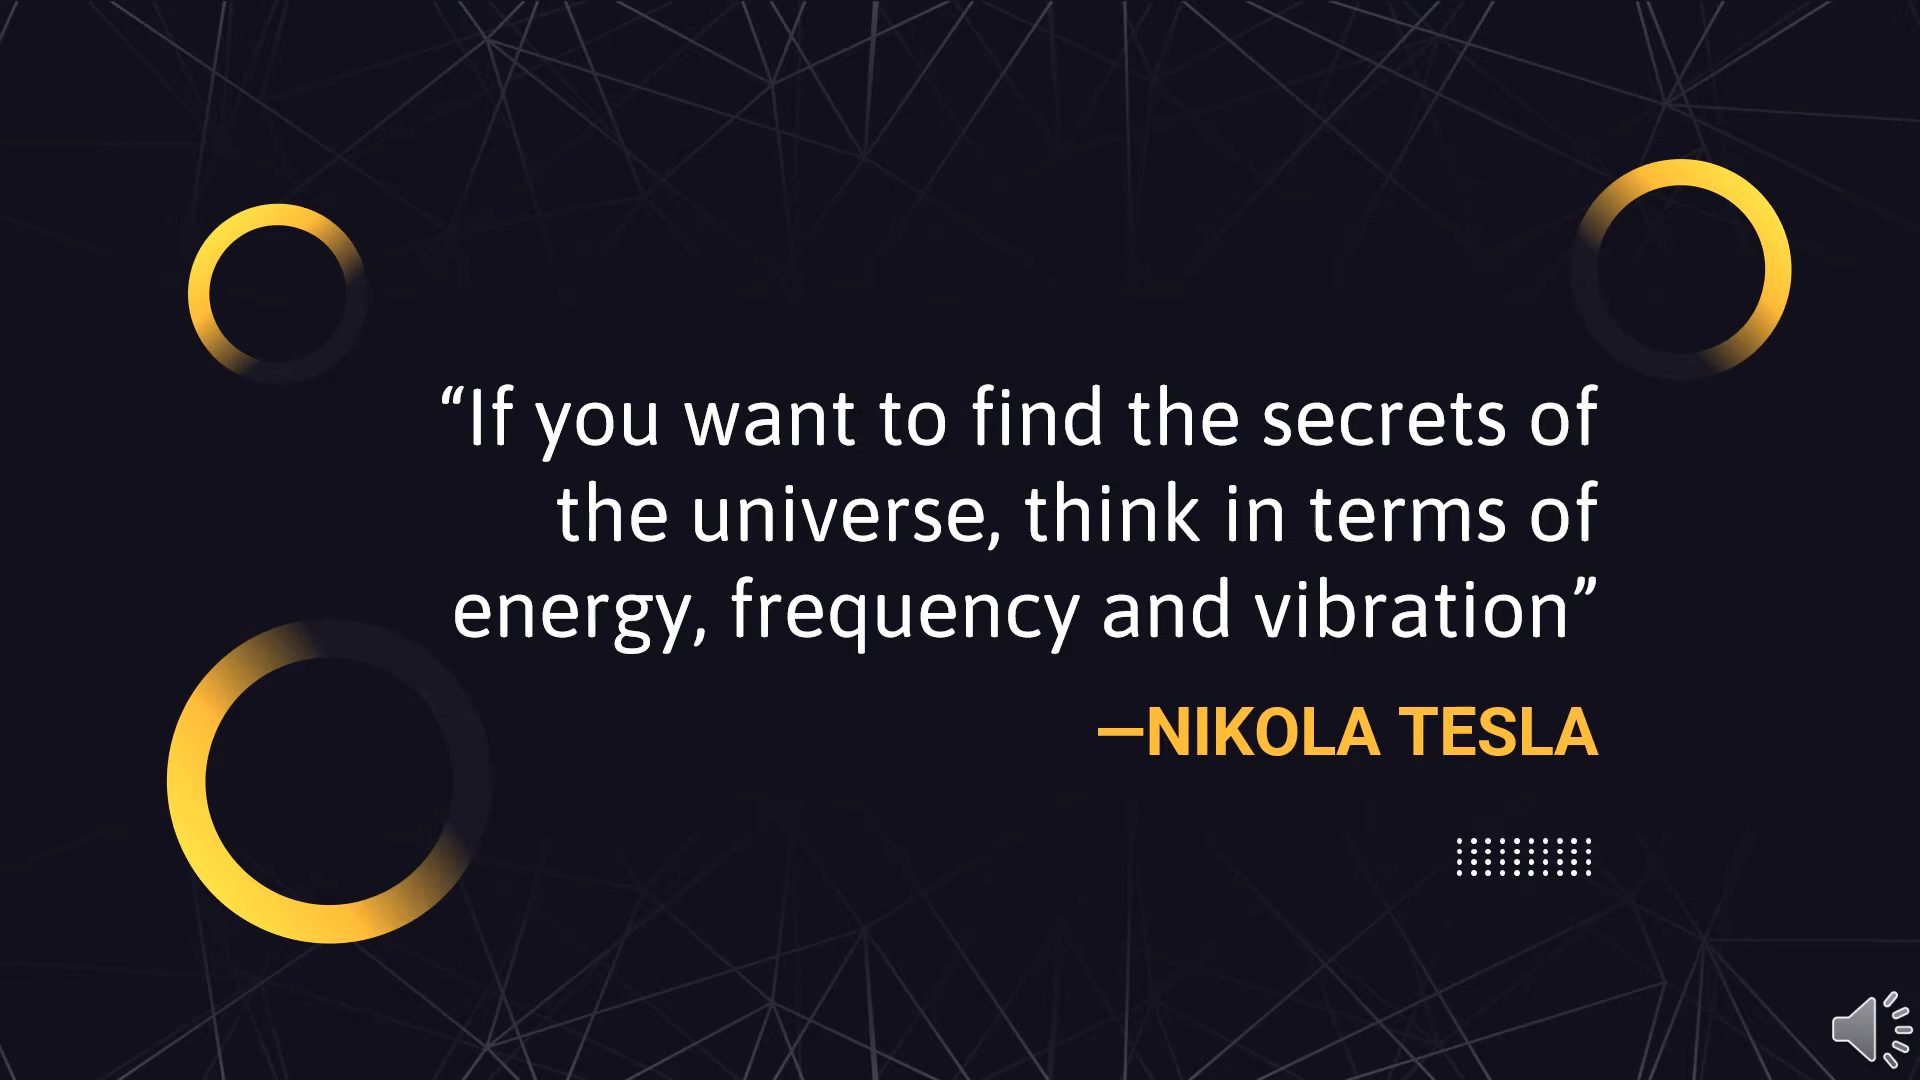 “If you want to find the secrets of
the universe, think in terms of
energy, frequency and vibration”
—NIKOLA TESLA